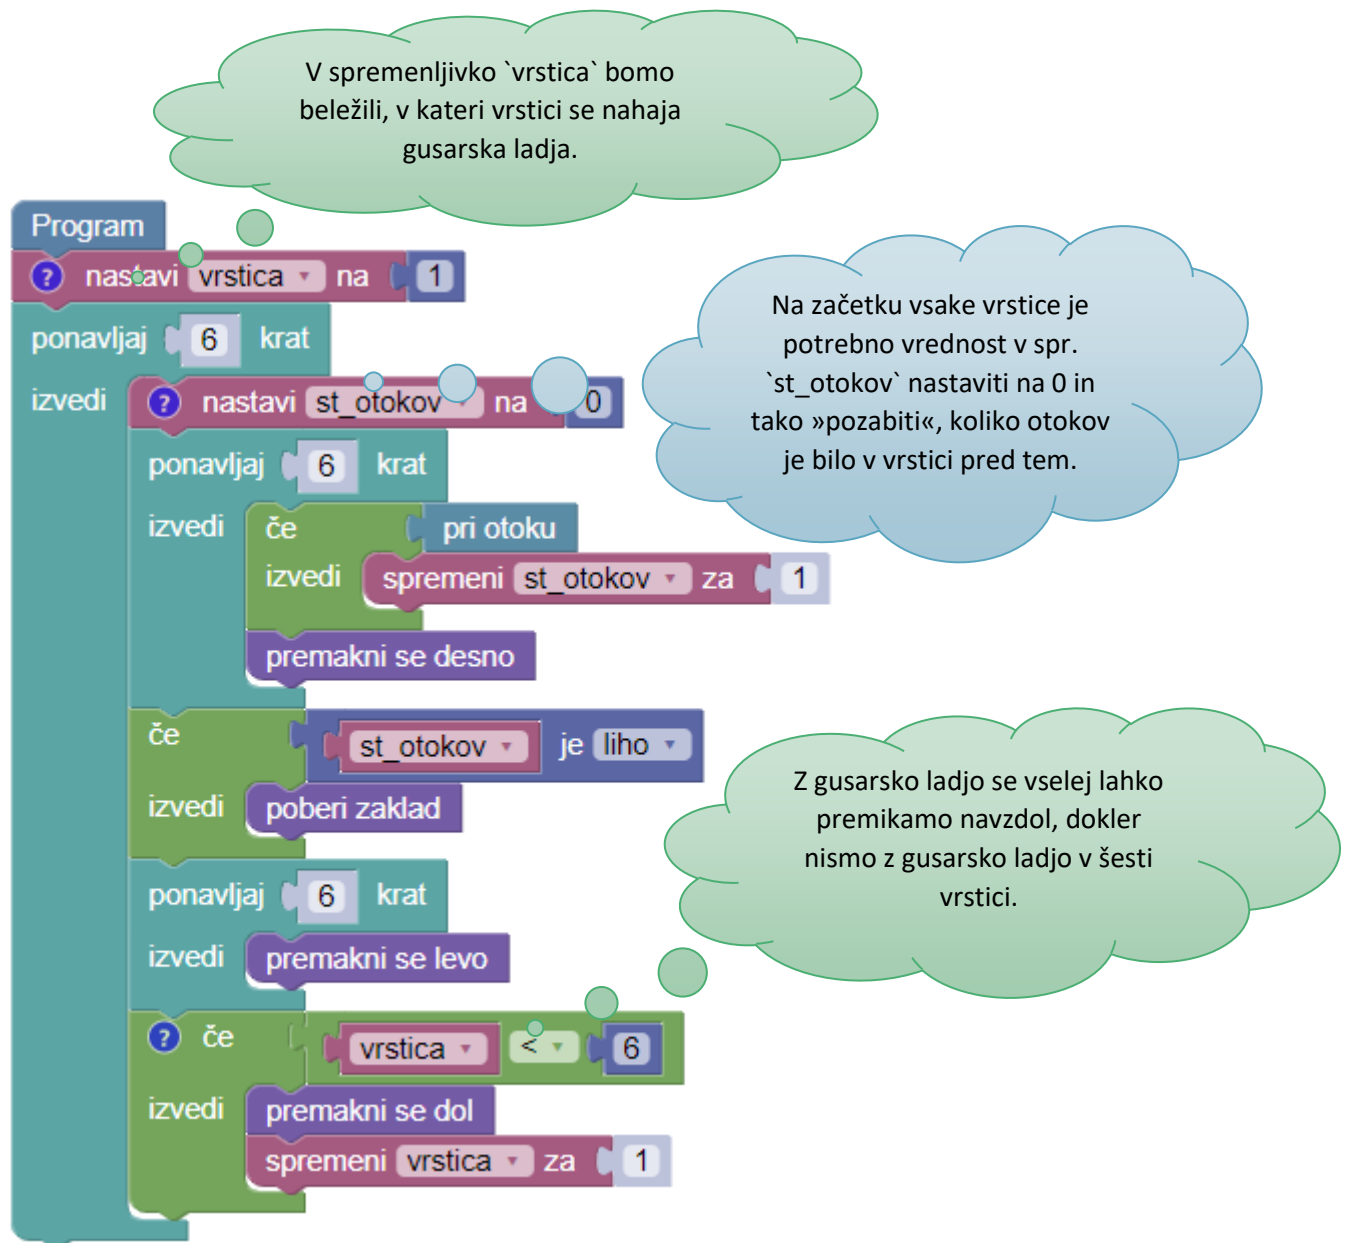 V spremenljivko `vrstica` bomo
beležili, v kateri vrstici se nahaja
gusarska ladja.
Program
? nastavi vrstica na 1
ponavljaj 6 krat
Na začetku vsake vrstice je
potrebno vrednost v spr.
`st_otokov` nastaviti na 0 in
tako »pozabiti«, koliko otokov
je bilo v vrstici pred tem.
izvedi ? nastavi st_otokov na 0
ponavljaj 6 krat
izvedi če pri otoku
izvedi spremeni st_otokov za 1
premakni se desno
če st_otokov je liho
izvedi poberi zaklad
Z gusarsko ladjo se vselej lahko
premikamo navzdol, dokler
nismo z gusarsko ladjo v šesti
vrstici.
ponavljaj 6 krat
izvedi premakni se levo
? če vrstica < 6
izvedi premakni se dol
spremeni vrstica za 1